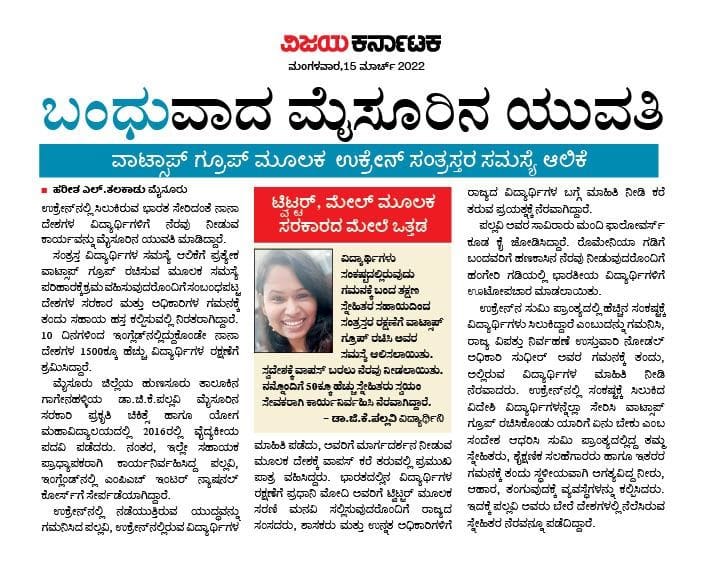 ವಿಜಯ ಕರ್ನಾಟಕ
ಮಂಗಳವಾರ,15 ಮಾರ್ಚ್ 2022
ಬಂಧುವಾದ ಮೈಸೂರಿನ ಯುವತಿ
ವಾಟ್ಸಾಪ್ ಗ್ರೂಪ್ ಮೂಲಕ ಉಕ್ರೇನ್ ಸಂತ್ರಸ್ತರ ಸಮಸ್ಯೆ ಆಲಿಕೆ
■ ಹರೀಶ ಎಲ್.ತಲಕಾಡು ಮೈಸೂರು
ಉಕ್ರೇನ್‌ನಲ್ಲಿ ಸಿಲುಕಿರುವ ಭಾರತ ಸೇರಿದಂತೆ ನಾನಾ
ದೇಶಗಳ ವಿದ್ಯಾರ್ಥಿಗಳಿಗೆ ನೆರವು ನೀಡುವ
ಕಾರ್ಯವನ್ನು ಮೈಸೂರಿನ ಯುವತಿ ಮಾಡಿದ್ದಾರೆ.
ಸಂತ್ರಸ್ತ ವಿದ್ಯಾರ್ಥಿಗಳ ಸಮಸ್ಯೆ ಆಲಿಕೆಗೆ ಪ್ರತ್ಯೇಕ
ವಾಟ್ಸಾಪ್ ಗ್ರೂಪ್ ರಚಿಸುವ ಮೂಲಕ ಸಮಸ್ಯೆ
ಪರಿಹಾರಕ್ಕೆ ಕ್ರಮ ವಹಿಸುವುದರೊಂದಿಗೆ ಸಂಬಂಧಪಟ್ಟ
ದೇಶಗಳ ಸರಕಾರ ಮತ್ತು ಅಧಿಕಾರಿಗಳ ಗಮನಕ್ಕೆ
ತಂದು ಸಹಾಯ ಹಸ್ತ ಕಲ್ಪಿಸುವಲ್ಲಿ ನಿರತರಾಗಿದ್ದಾರೆ.
10 ದಿನಗಳಿಂದ ಇಂಗ್ಲೆಡ್‌ನಲ್ಲಿದ್ದುಕೊಂಡೇ ನಾನಾ
ದೇಶಗಳ 1500ಕ್ಕೂ ಹೆಚ್ಚು ವಿದ್ಯಾರ್ಥಿಗಳ ರಕ್ಷಣೆಗೆ
ಶ್ರಮಿಸಿದ್ದಾರೆ.
ಮೈಸೂರು ಜಿಲ್ಲೆಯ ಹುಣಸೂರು ತಾಲೂಕಿನ
ಗಾಗೇನಹಳ್ಳಿಯ ಡಾ.ಜಿ.ಕೆ.ಪಲ್ಲವಿ ಮೈಸೂರಿನ
ಸರಕಾರಿ ಪ್ರಕೃತಿ ಚಿಕಿತ್ಸೆ ಹಾಗೂ ಯೋಗ
ಮಹಾವಿದ್ಯಾಲಯದಲ್ಲಿ 2016ರಲ್ಲಿ ವೈದ್ಯಕೀಯ
ಪದವಿ ಪಡೆದರು. ನಂತರ, ಇಲ್ಲೇ ಸಹಾಯಕ
ಪ್ರಾಧ್ಯಾಪಕರಾಗಿ ಕಾರ್ಯನಿರ್ವಹಿಸಿದ್ದ ಪಲ್ಲವಿ,
ಇಂಗ್ಲೆಂಡ್‌ನಲ್ಲಿ ಎಂಪಿಎಚ್ ಇಂಟರ್ ನ್ಯಾಷನಲ್
ಕೋರ್ಸ್‌ಗೆ ಸೇರ್ಪಡೆಯಾಗಿದ್ದಾರೆ.
ಉಕ್ರೇನ್‌ನಲ್ಲಿ ನಡೆಯುತ್ತಿರುವ ಯುದ್ಧವನ್ನು
ಗಮನಿಸಿದ ಪಲ್ಲವಿ, ಉಕ್ರೇನ್‌ನಲ್ಲಿರುವ ವಿದ್ಯಾರ್ಥಿಗಳ
ಟ್ವಿಟ್ಟರ್, ಮೇಲ್ ಮೂಲಕ
ಸರಕಾರದ ಮೇಲೆ ಒತ್ತಡ
ವಿದ್ಯಾರ್ಥಿಗಳು
ಸಂಕಷ್ಟದಲ್ಲಿರುವುದು
ಗಮನಕ್ಕೆ ಬಂದ ತಕ್ಷಣ
ಸ್ನೇಹಿತರ ಸಹಾಯದಿಂದ
ಸಂತ್ರಸ್ತರ ರಕ್ಷಣೆಗೆ ವಾಟ್ಸಾಪ್
ಗ್ರೂಪ್ ರಚಿಸಿ ಅವರ
ಸಮಸ್ಯೆ ಆಲಿಸಲಾಯಿತು.
ಸ್ವದೇಶಕ್ಕೆ ವಾಪಸ್ ಬರಲು ನೆರವು ನೀಡಲಾಯಿತು.
ನನ್ನೊಂದಿಗೆ 50ಕ್ಕೂ ಹೆಚ್ಚು ಸ್ನೇಹಿತರು ಸ್ವಯಂ
ಸೇವಕರಾಗಿ ಕಾರ್ಯನಿರ್ವಹಿಸಿ ನೆರವಾಗಿದ್ದಾರೆ.
– ಡಾ.ಜಿ.ಕೆ.ಪಲ್ಲವಿ ವಿದ್ಯಾರ್ಥಿನಿ
ಮಾಹಿತಿ ಪಡೆದು, ಅವರಿಗೆ ಮಾರ್ಗದರ್ಶನ ನೀಡುವ
ಮೂಲಕ ದೇಶಕ್ಕೆ ವಾಪಸ್ ಕರೆ ತರುವಲ್ಲಿ ಪ್ರಮುಖ
ಪಾತ್ರ ವಹಿಸಿದ್ದರು. ಭಾರತದಲ್ಲಿನ ವಿದ್ಯಾರ್ಥಿಗಳ
ರಕ್ಷಣೆಗೆ ಪ್ರಧಾನಿ ಮೋದಿ ಅವರಿಗೆ ಟ್ವಿಟ್ಟರ್ ಮೂಲಕ
ಸರಣಿ ಮನವಿ ಸಲ್ಲಿಸುವುದರೊಂದಿಗೆ ರಾಜ್ಯದ
ಸಂಸದರು, ಶಾಸಕರು ಮತ್ತು ಉನ್ನತ ಅಧಿಕಾರಿಗಳಿಗೆ
ರಾಜ್ಯದ ವಿದ್ಯಾರ್ಥಿಗಳ ಬಗ್ಗೆ ಮಾಹಿತಿ ನೀಡಿ ಕರೆ
ತರುವ ಪ್ರಯತ್ನಕ್ಕೆ ನೆರವಾಗಿದ್ದಾರೆ.
ಪಲ್ಲವಿ ಅವರ ಸಾವಿರಾರು ಮಂದಿ ಫಾಲೋವರ್ಸ್
ಕೂಡ ಕೈ ಜೋಡಿಸಿದ್ದಾರೆ. ರೊಮೇನಿಯಾ ಗಡಿಗೆ
ಬಂದವರಿಗೆ ಹಣಕಾಸಿನ ನೆರವು ನೀಡುವುದರೊಂದಿಗೆ
ಹಂಗೇರಿ ಗಡಿಯಲ್ಲಿ ಭಾರತೀಯ ವಿದ್ಯಾರ್ಥಿಗಳಿಗೆ
ಊಟೋಪಚಾರ ಮಾಡಲಾಯಿತು.
ಉಕ್ರೇನ್‌ನ ಸುಮಿ ಪ್ರಾಂತ್ಯದಲ್ಲಿ ಹೆಚ್ಚಿನ ಸಂಕಷ್ಟಕ್ಕೆ
ವಿದ್ಯಾರ್ಥಿಗಳು ಸಿಲುಕಿದ್ದಾರೆ ಎಂಬುದನ್ನು ಗಮನಿಸಿ,
ರಾಜ್ಯ ವಿಪತ್ತು ನಿರ್ವಹಣೆ ಉಸ್ತುವಾರಿ ನೋಡಲ್
ಅಧಿಕಾರಿ ಸುಧೀರ್ ಅವರ ಗಮನಕ್ಕೆ ತಂದು,
ಅಲ್ಲಿರುವ ವಿದ್ಯಾರ್ಥಿಗಳ ಮಾಹಿತಿ ನೀಡಿ
ನೆರವಾದರು. ಉಕ್ರೇನ್‌ನಲ್ಲಿ ಸಂಕಷ್ಟಕ್ಕೆ ಸಿಲುಕಿದ
ವಿದೇಶಿ ವಿದ್ಯಾರ್ಥಿಗಳನ್ನೆಲ್ಲಾ ಸೇರಿಸಿ ವಾಟ್ಸಾಪ್
ಗ್ರೂಪ್ ರಚಿಸಿಕೊಂಡು ಯಾರಿಗೆ ಏನು ಬೇಕು ಎಂಬ
ಸಂದೇಶ ಆಧರಿಸಿ ಸುಮಿ ಪ್ರಾಂತ್ಯದಲ್ಲಿದ್ದ ತಮ್ಮ
ಸ್ನೇಹಿತರು, ಶೈಕ್ಷಣಿಕ ಸಲಹೆಗಾರರು ಹಾಗೂ ಇತರರ
ಗಮನಕ್ಕೆ ತಂದು ಸ್ಥಳೀಯವಾಗಿ ಅಗತ್ಯವಿದ್ದ ನೀರು,
ಆಹಾರ, ತಂಗುವುದಕ್ಕೆ ವ್ಯವಸ್ಥೆಗಳನ್ನು ಕಲ್ಪಿಸಿದರು.
ಇದಕ್ಕೆ ಪಲ್ಲವಿ ಅವರು ಬೇರೆ ದೇಶಗಳಲ್ಲಿ ನೆಲೆಸಿರುವ
ಸ್ನೇಹಿತರ ನೆರವನ್ನೂ ಪಡೆದಿದ್ದಾರೆ.